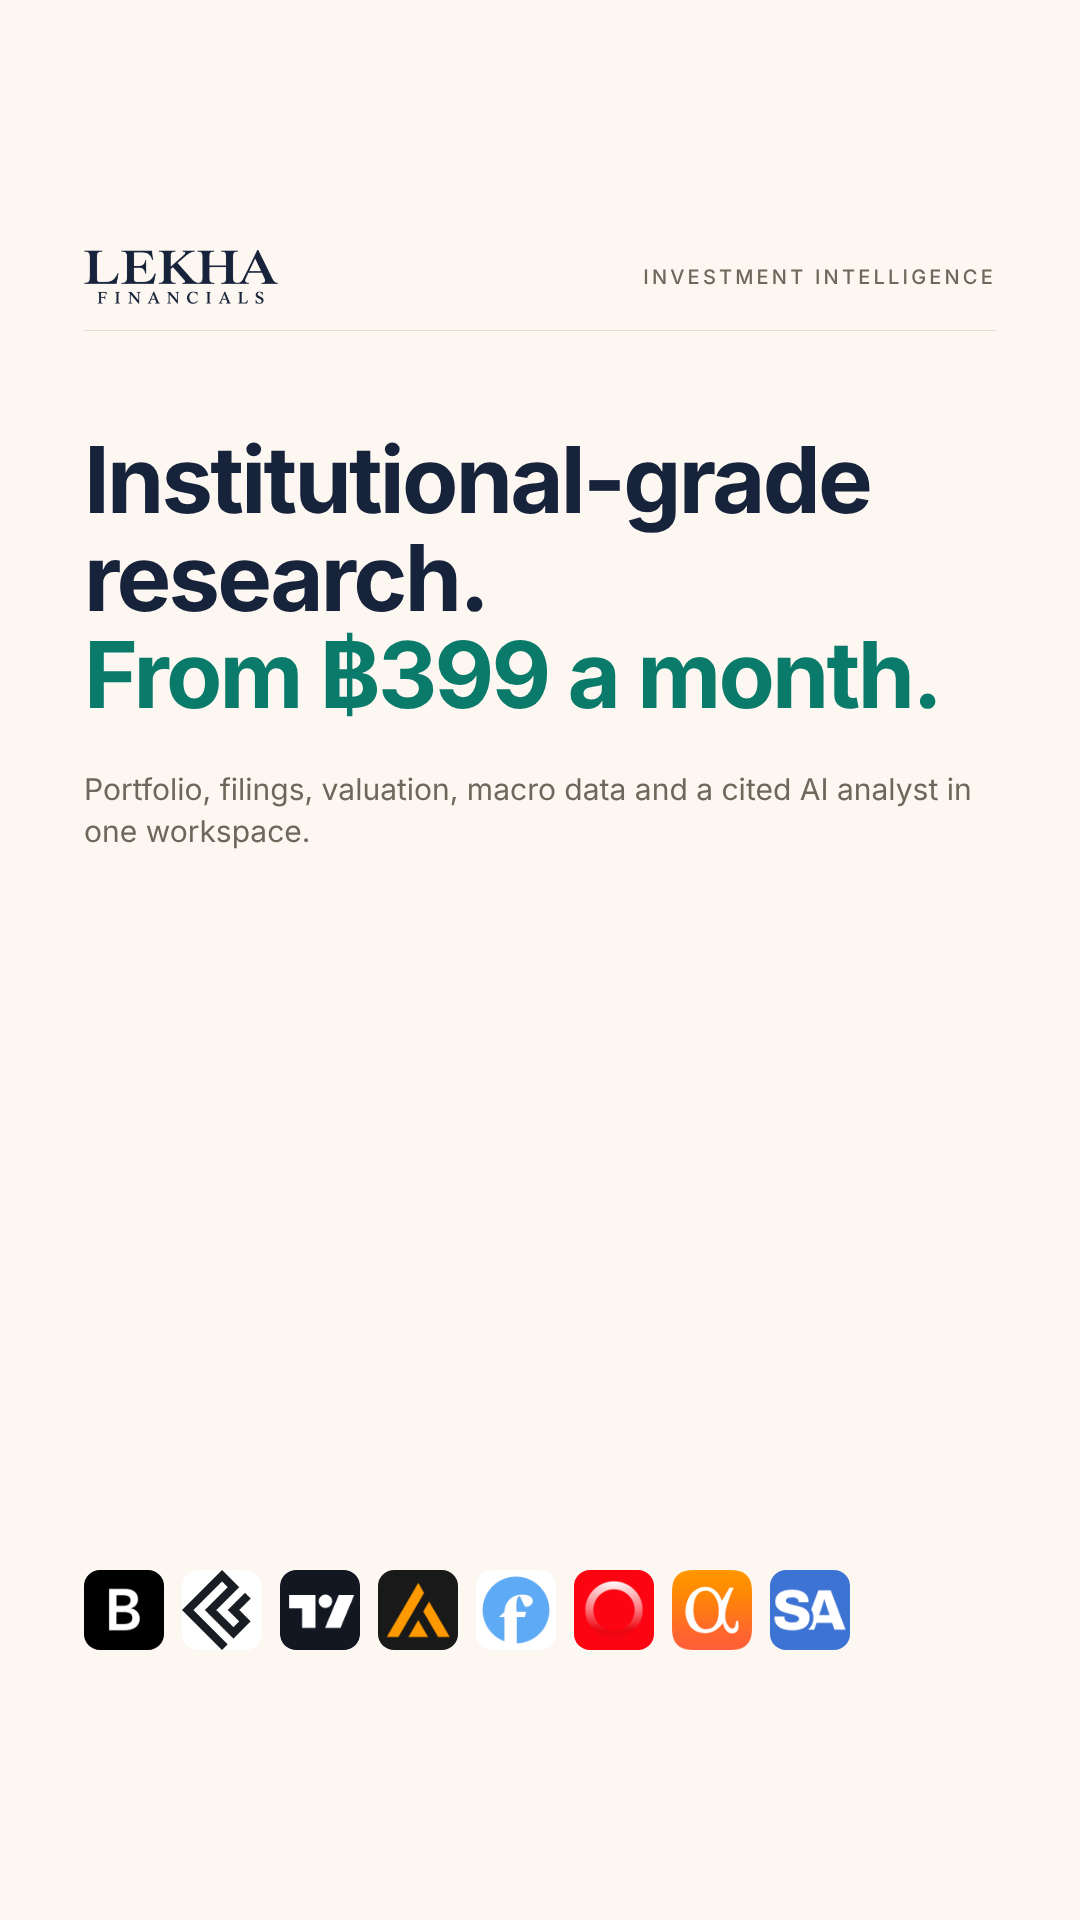 LEKHA
FINANCIALS
INVESTMENT INTELLIGENCE
Institutional-grade
research.
From ฿399 a month.
Portfolio, filings, valuation, macro data and a cited AI analyst in
one workspace.
B
TV
f
α
SA